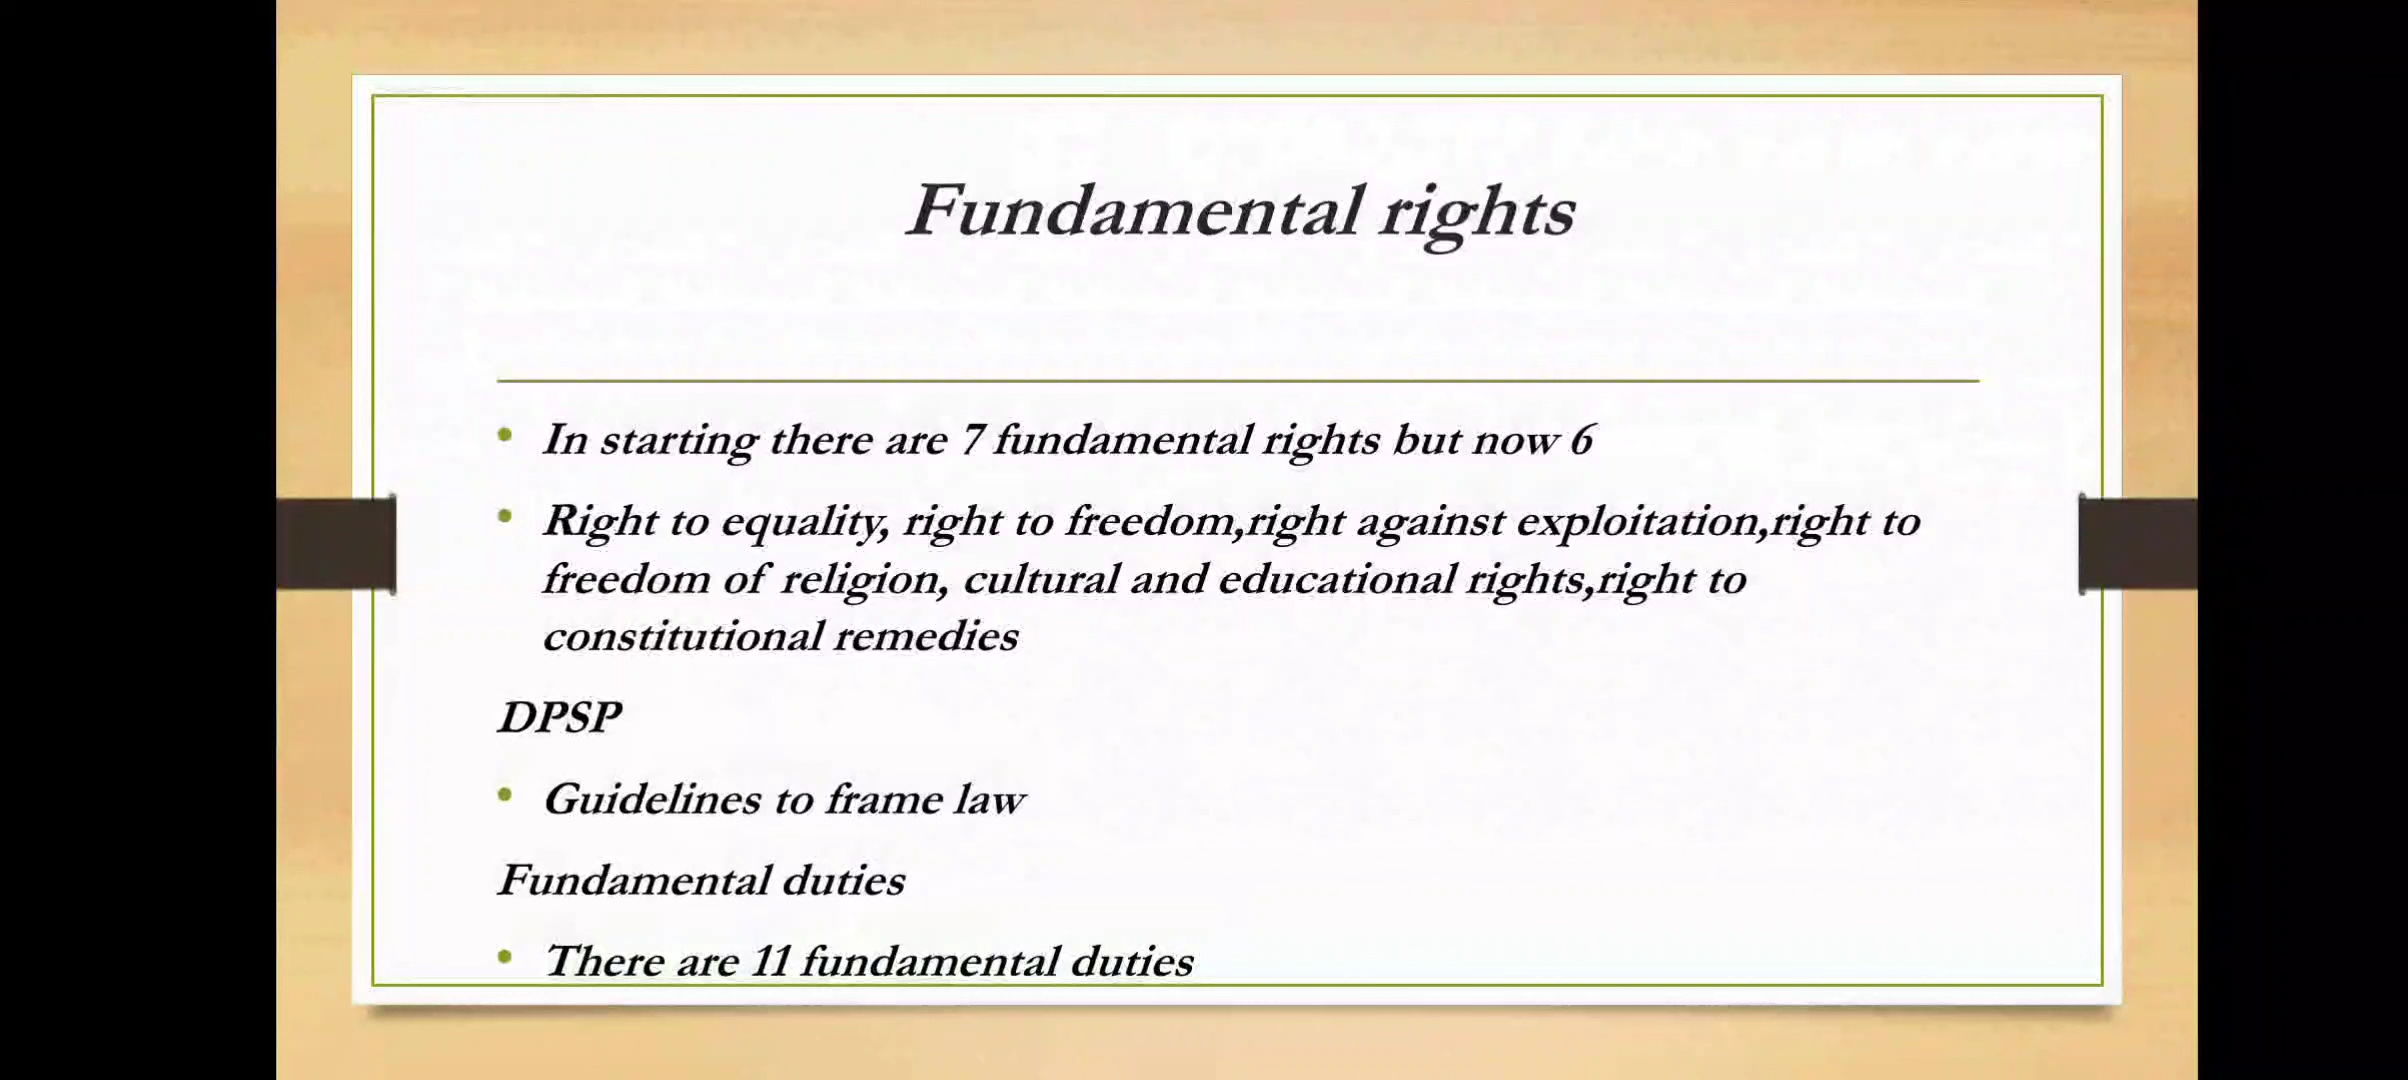 Fundamental rights
In starting there are 7 fundamental rights but now 6
Right to equality, right to freedom,right against exploitation,right to
freedom of religion, cultural and educational rights,right to
constitutional remedies
DPSP
Guidelines to frame law
Fundamental duties
There are 11 fundamental duties